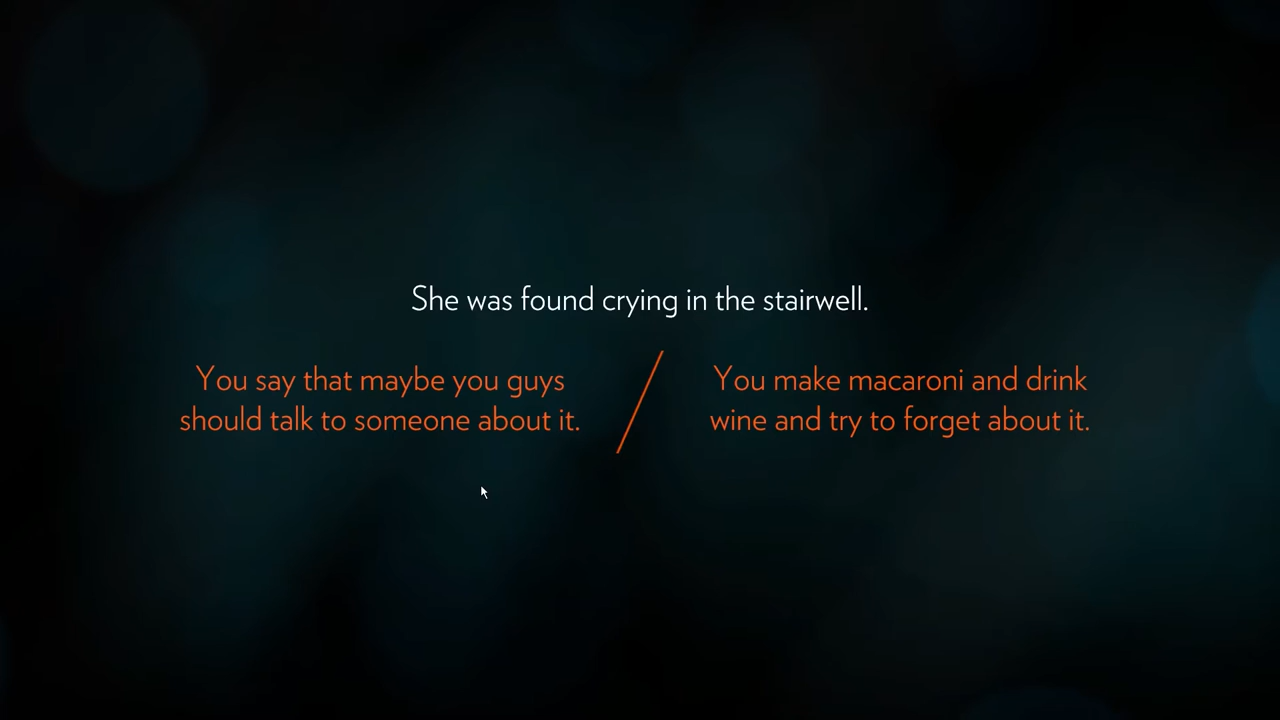 She was found crying in the stairwell.
You say that maybe you guys
should talk to someone about it.
You make macaroni and drink
wine and try to forget about it.